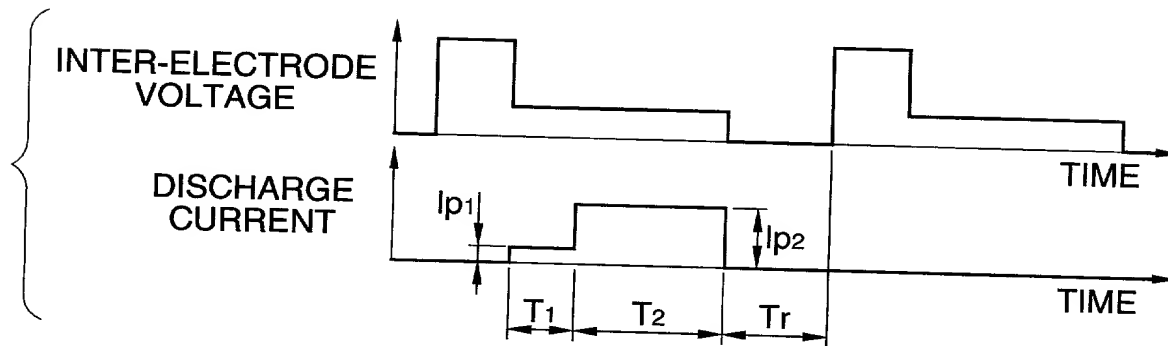 INTER-ELECTRODE
VOLTAGE
TIME
DISCHARGE
CURRENT
Ip1
Ip2
TIME
T1
T2
Tr